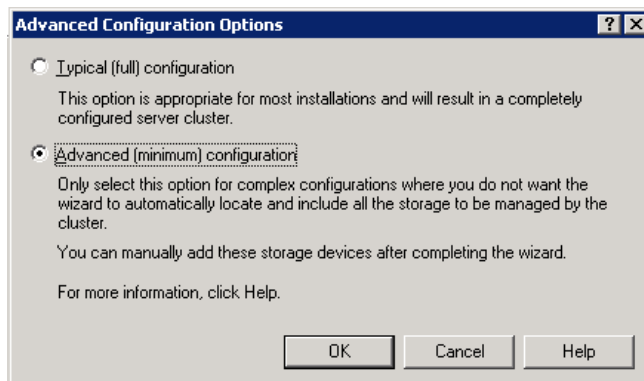 Advanced Configuration Options
Typical (full) configuration
This option is appropriate for most installations and will result in a completely
configured server cluster.
Advanced (minimum) configuration
Only select this option for complex configurations where you do not want the
wizard to automatically locate and include all the storage to be managed by the
cluster.
You can manually add these storage devices after completing the wizard.
For more information, click Help.
OK Cancel Help